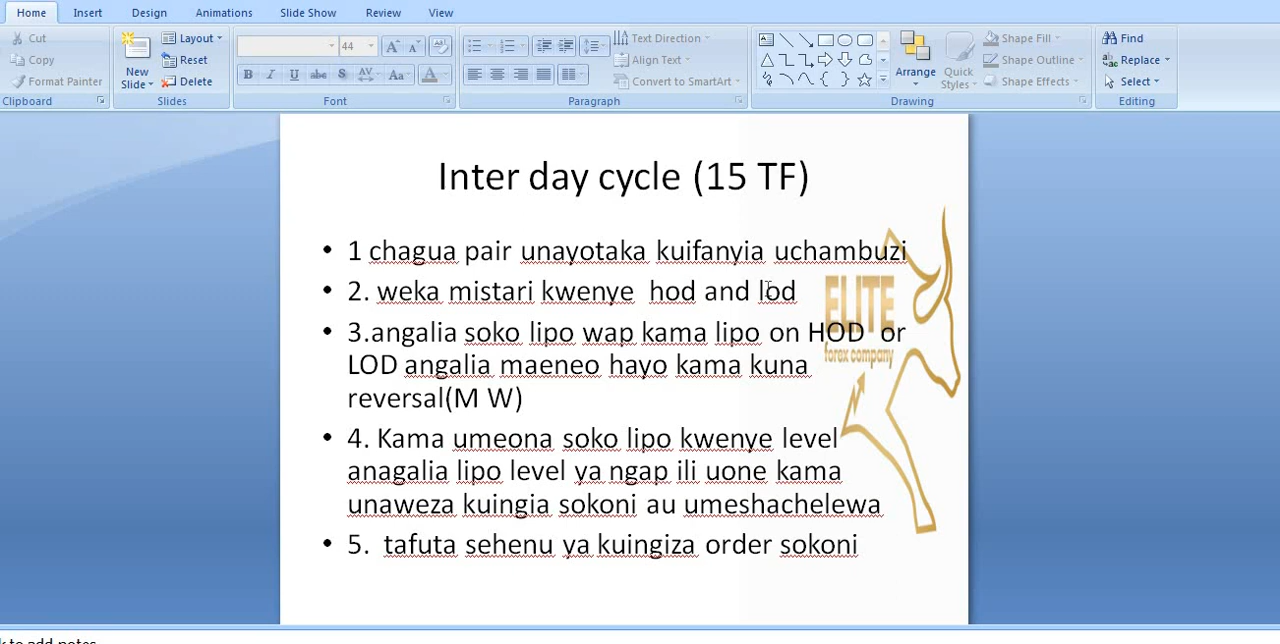 Home Insert Design Animations Slide Show Review View
Cut
Copy
Format Painter
Clipboard
New Slide
Layout
Reset
Delete
Slides
44
Font
Text Direction
Align Text
Convert to SmartArt
Paragraph
Arrange
Quick Styles
Shape Fill
Shape Outline
Shape Effects
Drawing
Find
Replace
Select
Editing
Inter day cycle (15 TF)
• 1 chagua pair unayotaka kuifanyia uchambuzi
• 2. weka mistari kwenye hod and lod
• 3.angalia soko lipo wap kama lipo on HOD or
LOD angalia maeneo hayo kama kuna
reversal(M W)
• 4. Kama umeona soko lipo kwenye level
anagalia lipo level ya ngap ili uone kama
unaweza kuingia sokoni au umeshachelewa
• 5. tafuta sehenu ya kuingiza order sokoni
ELITE
forex company
to add notes